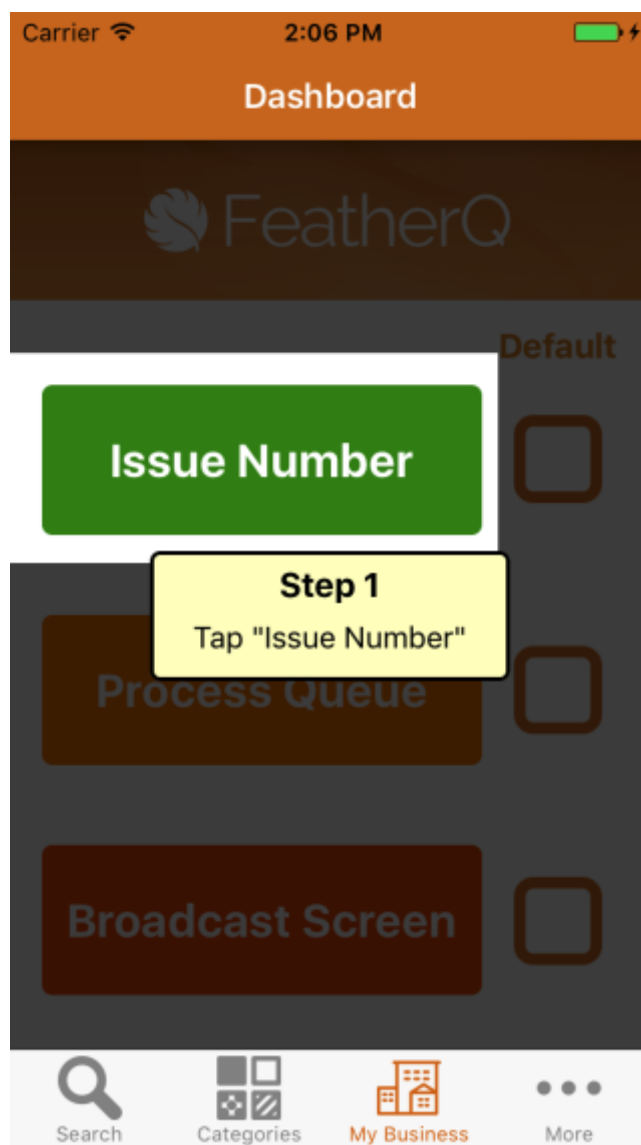 Carrier 2:06 PM
Dashboard
FeatherQ
Default
Issue Number
Step 1
Tap "Issue Number"
Process Queue
Broadcast Screen
Search Categories My Business More